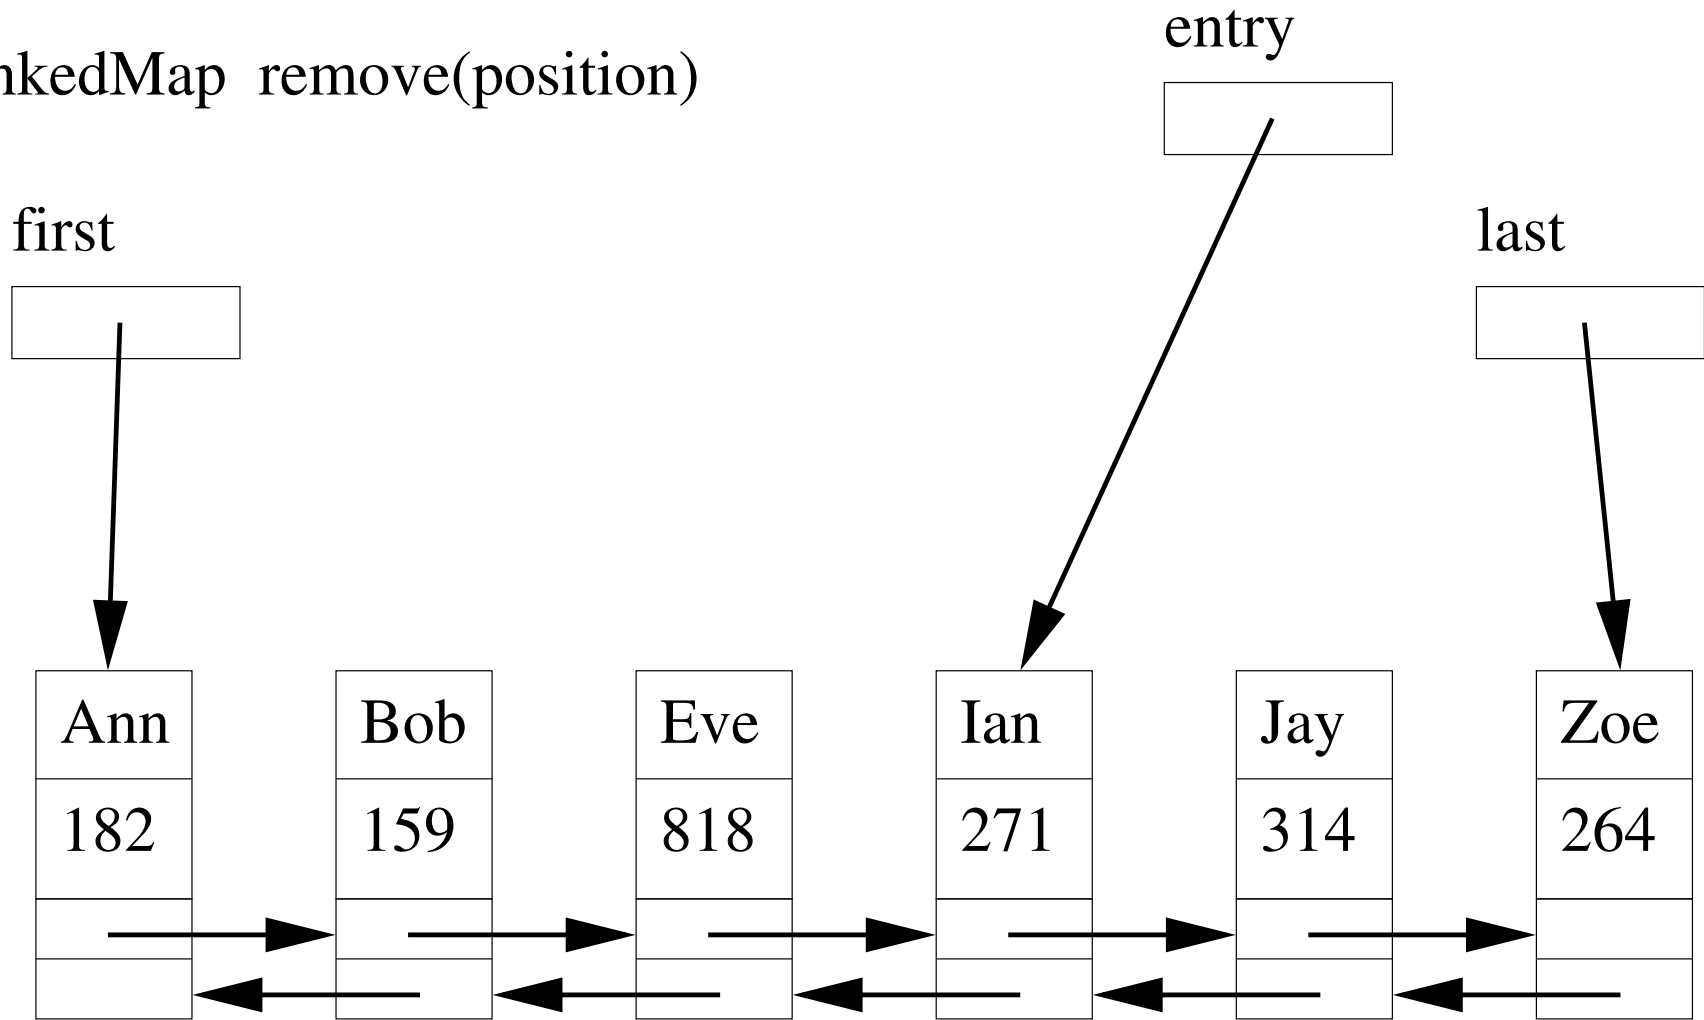 entry
nkedMap remove(position)
first
last
Ann Bob Eve Ian Jay Zoe
182 159 818 271 314 264